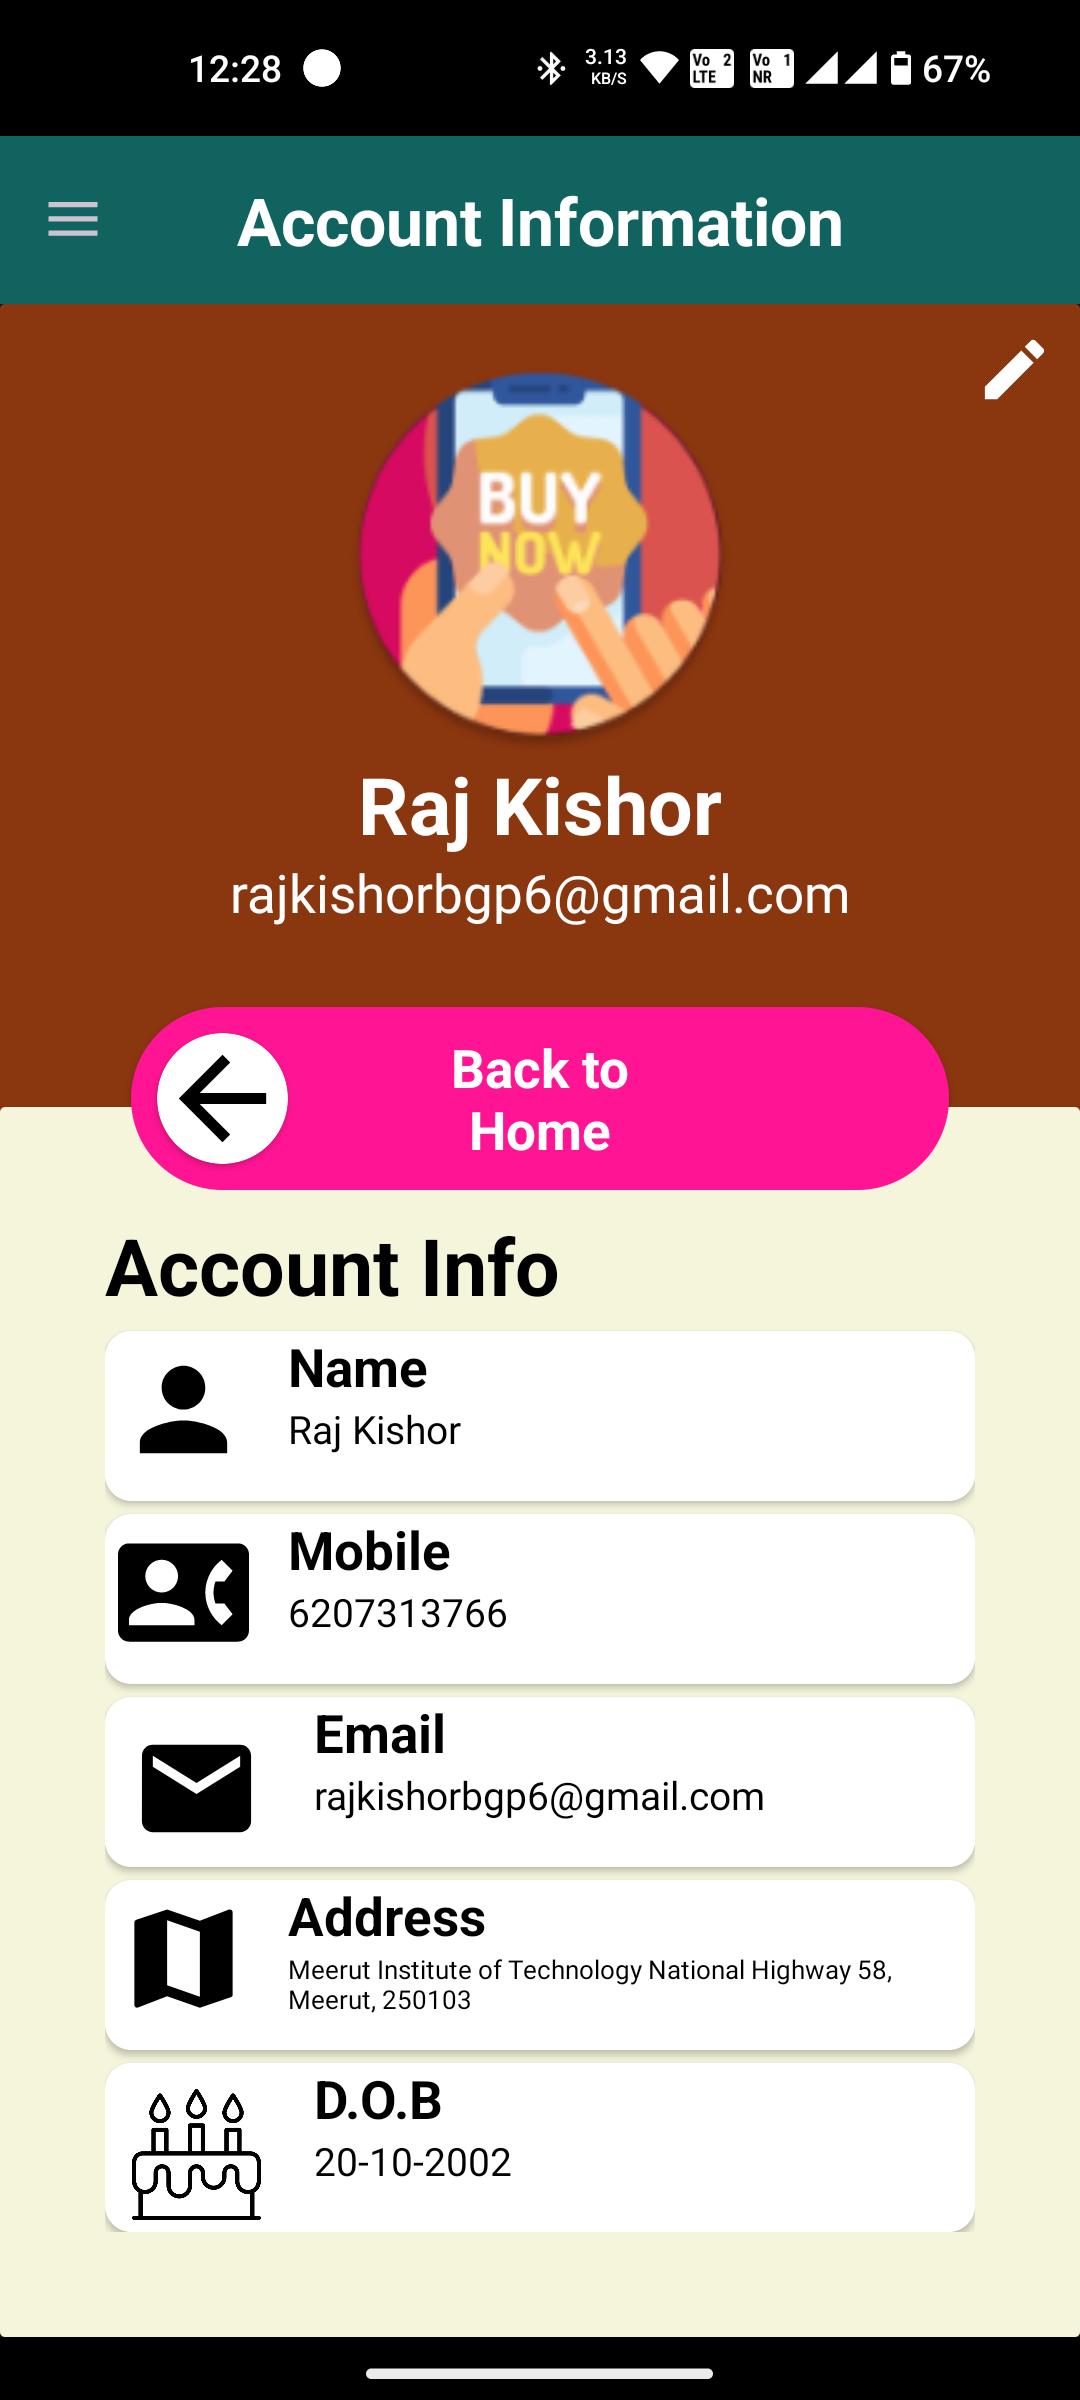 12:28
3.13
KB/S
Vo 2
LTE
Vo 1
NR
67%
Account Information
BUY
NOW
Raj Kishor
rajkishorbgp6@gmail.com
Back to
Home
Account Info
Name
Raj Kishor
Mobile
6207313766
Email
rajkishorbgp6@gmail.com
Address
Meerut Institute of Technology National Highway 58,
Meerut, 250103
D.O.B
20-10-2002